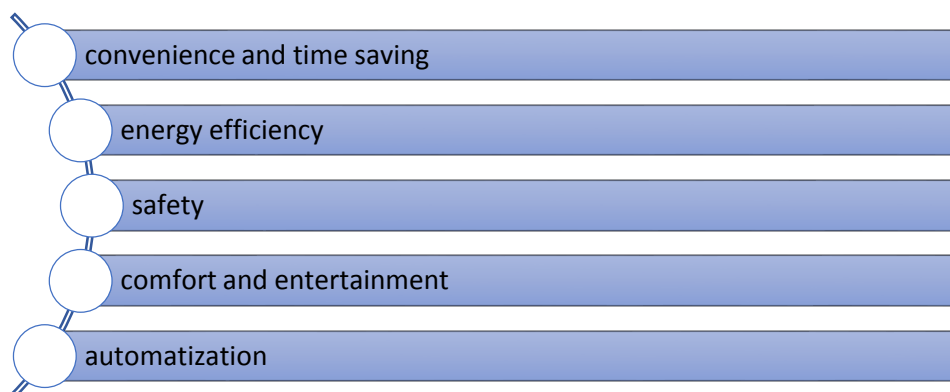 convenience and time saving
energy efficiency
safety
comfort and entertainment
automatization